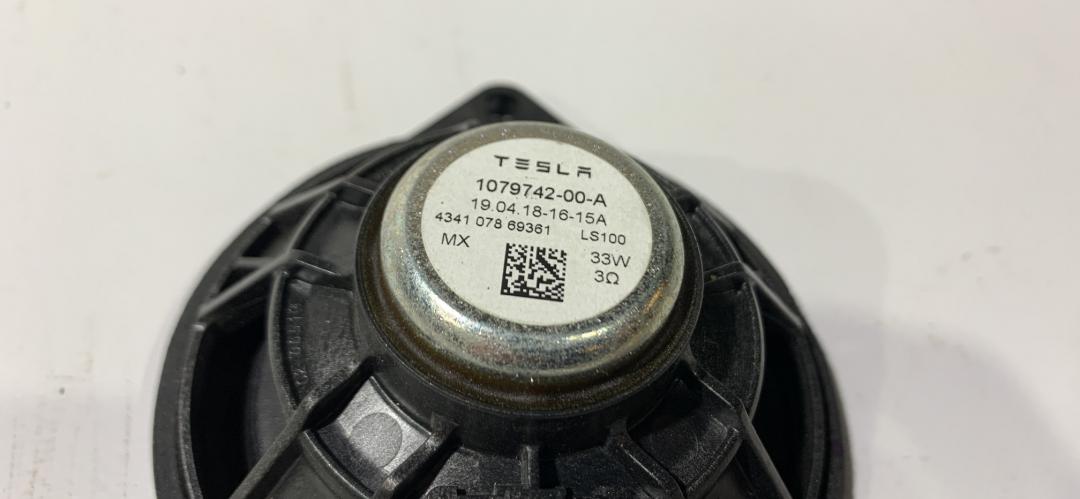 TESLA
1079742-00-A
19.04.18-16-15A
4341 078 69361 LS100
MX
33W
3Ω